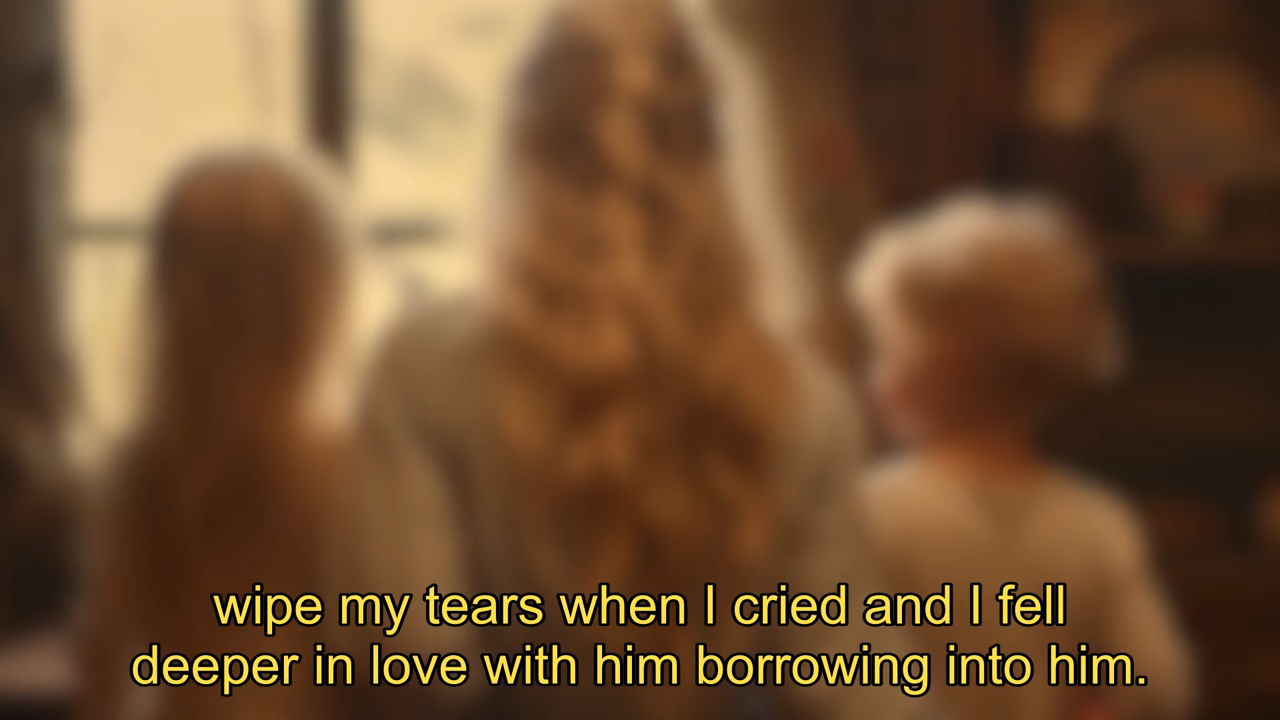 wipe my tears when I cried and I fell
deeper in love with him borrowing into him.